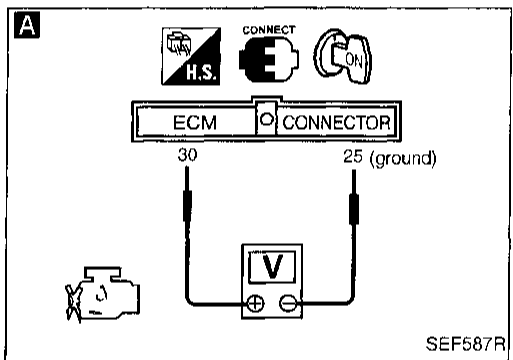 A
CONNECT
H.S.
ON
ECM
CONNECTOR
30
25 (ground)
V
⊕
⊖
SEF587R